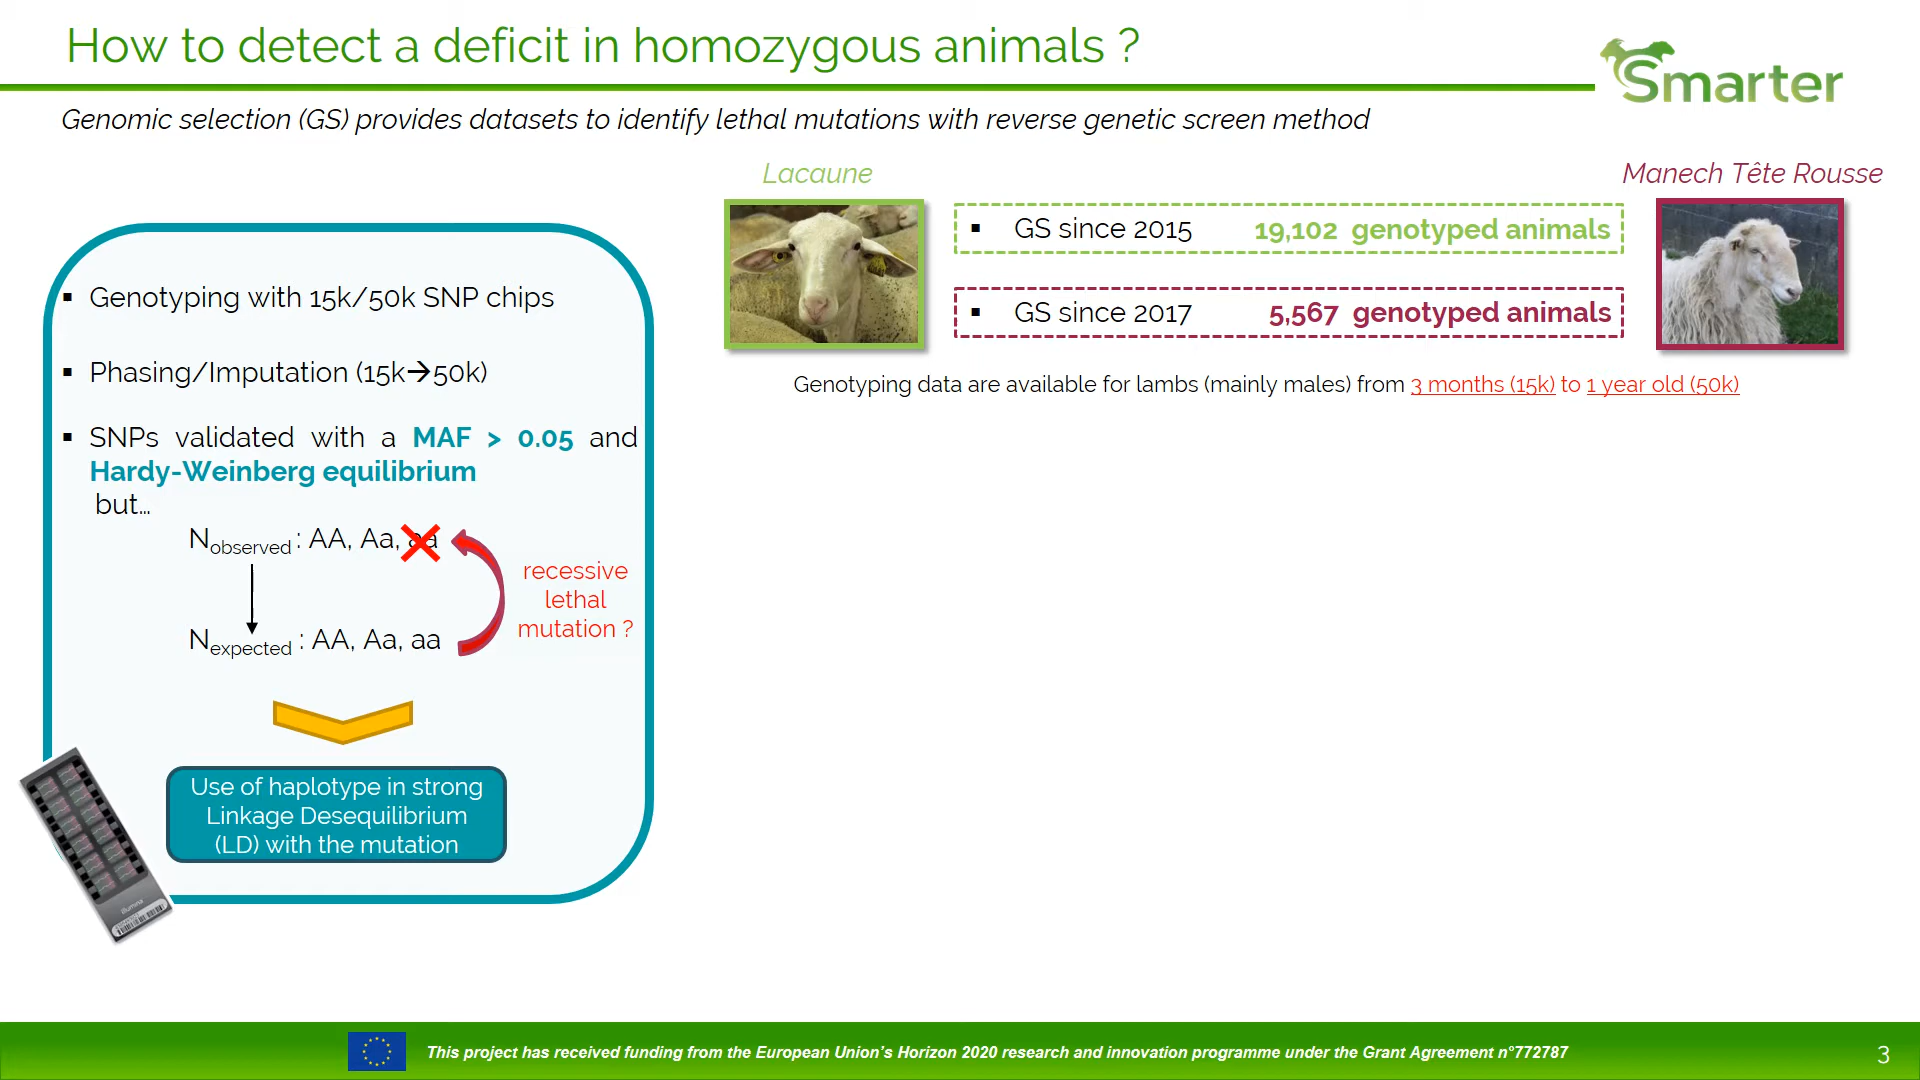 How to detect a deficit in homozygous animals ?
Smarter
Genomic selection (GS) provides datasets to identify lethal mutations with reverse genetic screen method
Lacaune
Manech Tête Rousse
▪ GS since 2015 19,102 genotyped animals
▪ GS since 2017 5,567 genotyped animals
Genotyping data are available for lambs (mainly males) from 3 months (15k) to 1 year old (50k)
▪ Genotyping with 15k/50k SNP chips
▪ Phasing/Imputation (15k→50k)
▪ SNPs validated with a MAF > 0.05 and
Hardy-Weinberg equilibrium
but…
Nobserved : AA, Aa, aa
recessive
lethal
mutation ?
Nexpected : AA, Aa, aa
Use of haplotype in strong
Linkage Desequilibrium
(LD) with the mutation
illumina
This project has received funding from the European Union's Horizon 2020 research and innovation programme under the Grant Agreement n°772787
3